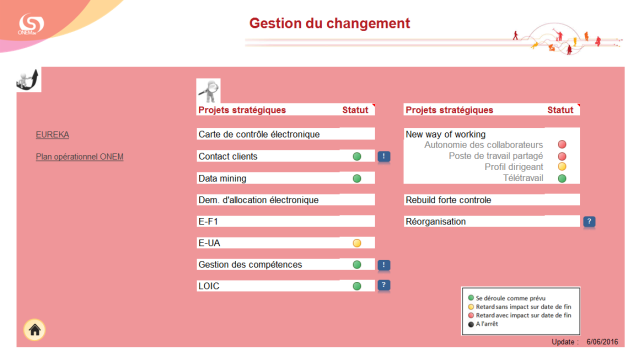 ONEM
Gestion du changement
EUREKA
Plan opérationnel ONEM
Projets stratégiques Statut
Carte de contrôle électronique
Contact clients !
Data mining
Dem. d'allocation électronique
E-F1
E-UA
Gestion des compétences !
LOIC ?
Projets stratégiques Statut
New way of working
Autonomie des collaborateurs
Poste de travail partagé
Profil dirigeant
Télétravail
Rebuild forte controle
Réorganisation ?
Se déroule comme prévu
Retard sans impact sur date de fin
Retard avec impact sur date de fin
A l'arrêt
Update : 6/06/2016